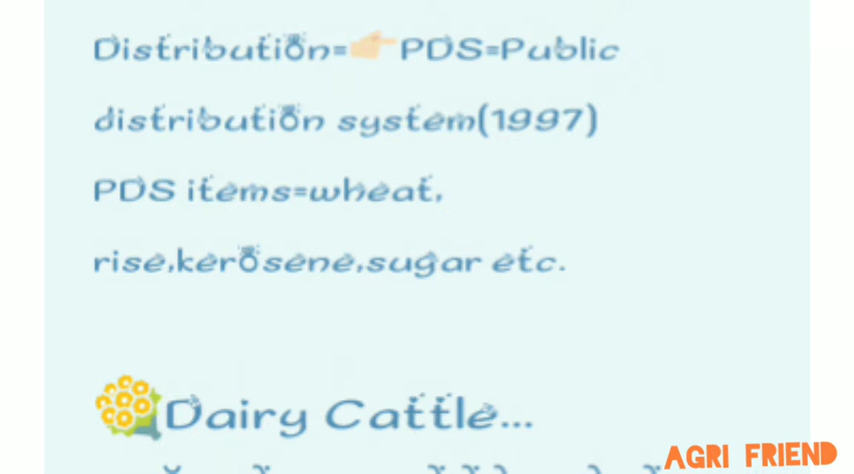 Distribution=👉PDS=Public
distribution system(1997)
PDS items=wheat,
rise,kerosene,sugar etc.
Dairy Cattle...
AGRI FRIEND